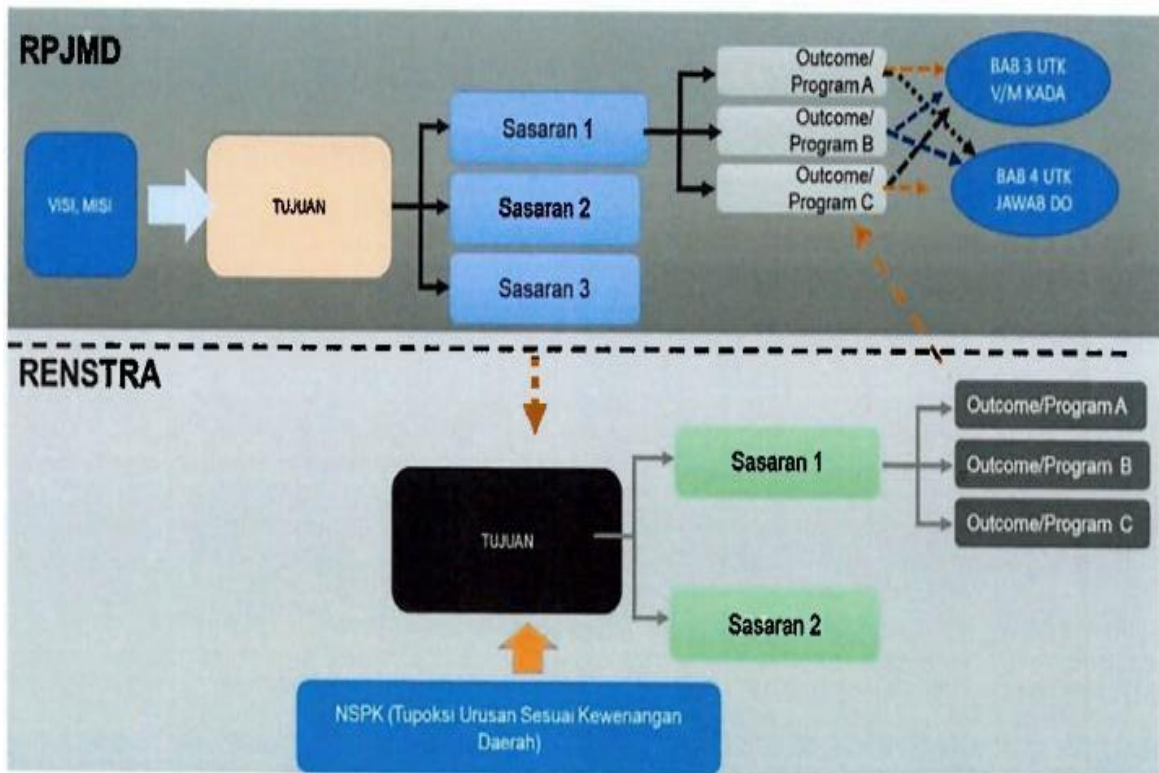 RPJMD
VISI, MISI
TUJUAN
Sasaran 1
Sasaran 2
Sasaran 3
Outcome/
Program A
Outcome/
Program B
Outcome/
Program C
BAB 3 UTK
V/M KADA
BAB 4 UTK
JAWAB DO
RENSTRA
TUJUAN
Sasaran 1
Sasaran 2
Outcome/Program A
Outcome/Program B
Outcome/Program C
NSPK (Tupoksi Urusan Sesuai Kewenangan
Daerah)